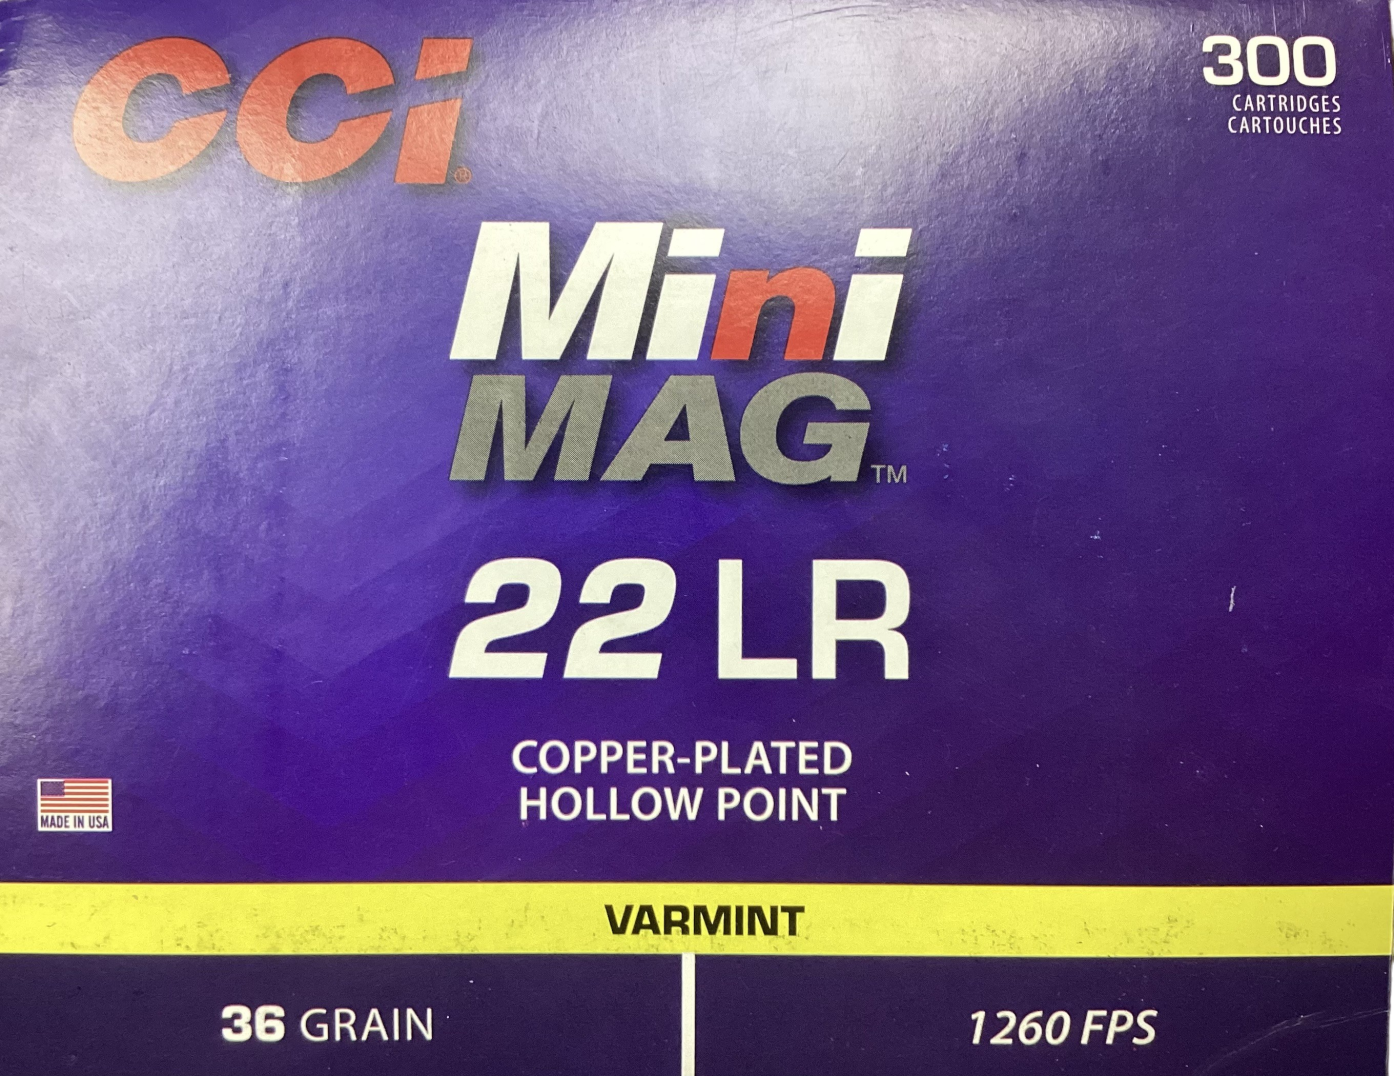 CCi®
300
CARTRIDGES
CARTOUCHES
Mini
MAG™
22 LR
COPPER-PLATED
HOLLOW POINT
MADE IN USA
VARMINT
36 GRAIN
1260 FPS